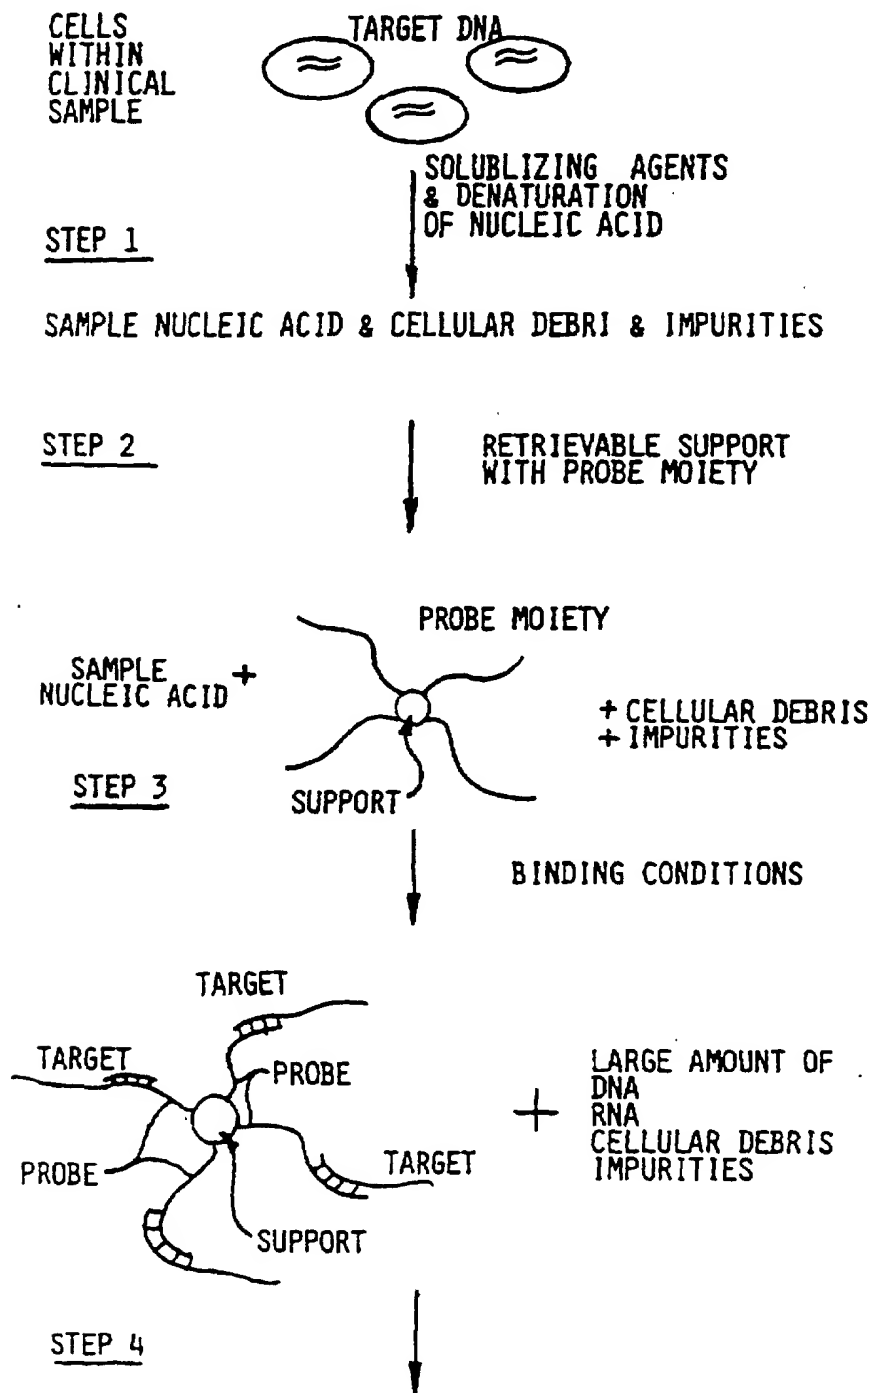 CELLS
WITHIN
CLINICAL
SAMPLE
TARGET DNA
SOLUBLIZING AGENTS
& DENATURATION
OF NUCLEIC ACID
STEP 1
SAMPLE NUCLEIC ACID & CELLULAR DEBRI & IMPURITIES
STEP 2
RETRIEVABLE SUPPORT
WITH PROBE MOIETY
PROBE MOIETY
SAMPLE
NUCLEIC ACID +
+ CELLULAR DEBRIS
+ IMPURITIES
STEP 3
SUPPORT
BINDING CONDITIONS
TARGET
TARGET
PROBE
+
LARGE AMOUNT OF
DNA
RNA
CELLULAR DEBRIS
IMPURITIES
PROBE
TARGET
SUPPORT
STEP 4